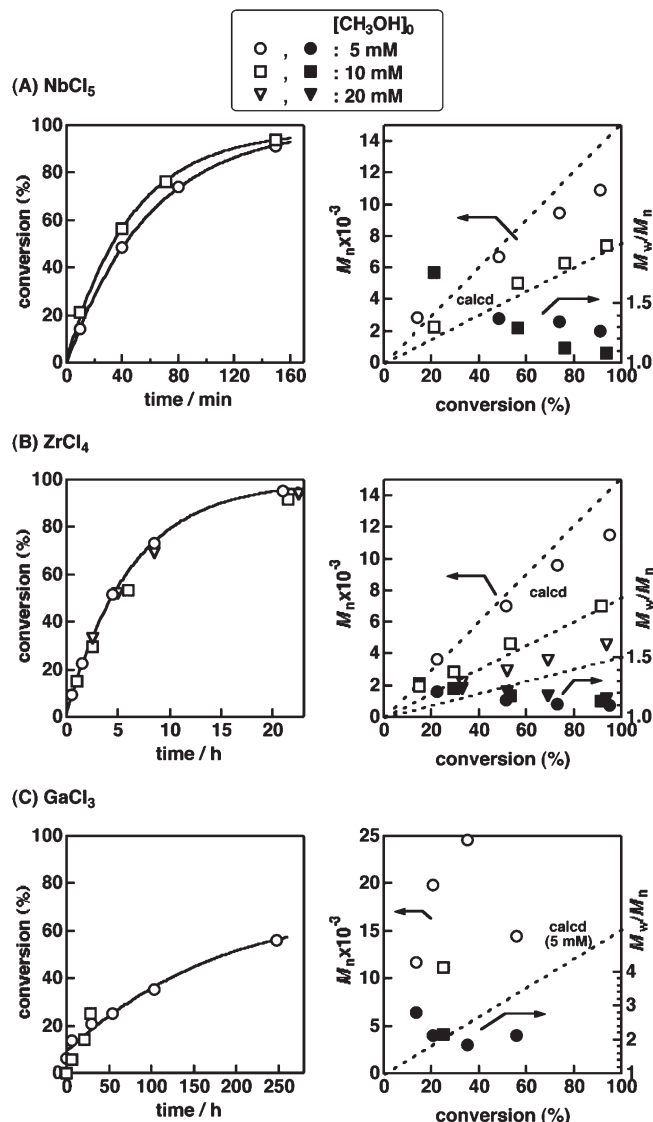 [CH₃OH]₀
○ , ● : 5 mM
□ , ■ : 10 mM
▽ , ▼ : 20 mM
(A) NbCl₅
conversion (%)
100
80
60
40
20
0
0 40 80 120 160
time / min
Mₙx10⁻³
14
12
10
8
6
4
2
0
calcd
Mw/Mₙ
1.5
1.0
0 20 40 60 80 100
conversion (%)
(B) ZrCl₄
conversion (%)
100
80
60
40
20
0
0 5 10 15 20
time / h
Mₙx10⁻³
14
12
10
8
6
4
2
0
calcd
Mw/Mₙ
1.5
1.0
0 20 40 60 80 100
conversion (%)
(C) GaCl₃
conversion (%)
100
80
60
40
20
0
0 50 100 150 200 250
time / h
Mₙx10⁻³
25
20
15
10
5
0
calcd
(5 mM)
Mw/Mₙ
4
3
2
1
0 20 40 60 80 100
conversion (%)